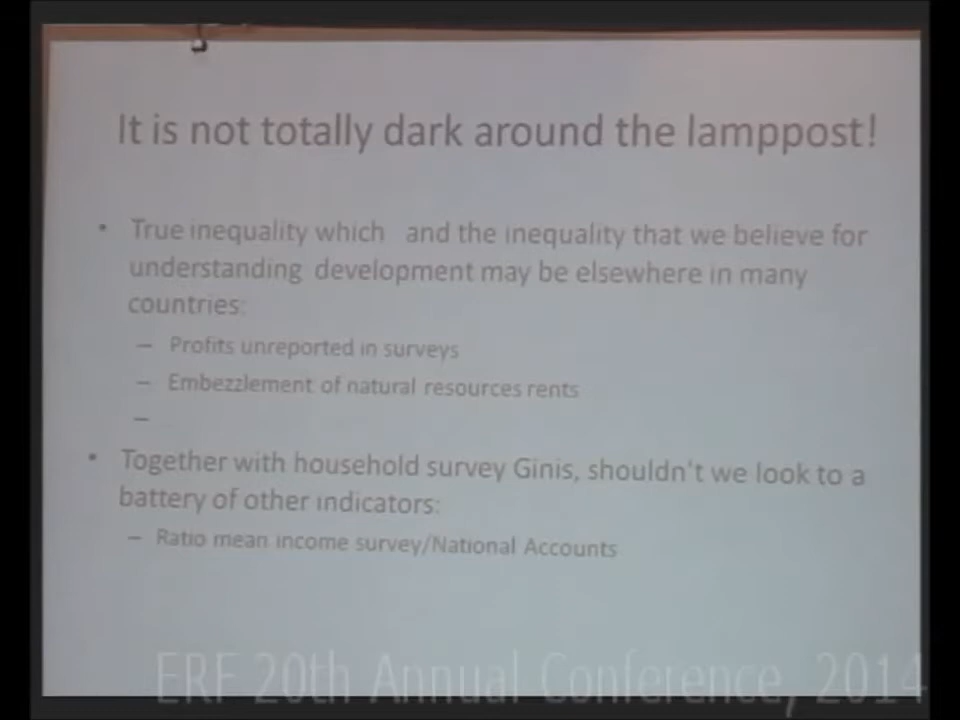 It is not totally dark around the lamppost!
• True inequality which and the inequality that we believe for
understanding development may be elsewhere in many
countries:
– Profits unreported in surveys
– Embezzlement of natural resources rents
–
• Together with household survey Ginis, shouldn't we look to a
battery of other indicators:
– Ratio mean income survey/National Accounts
ERF 20th Annual Conference, 2014